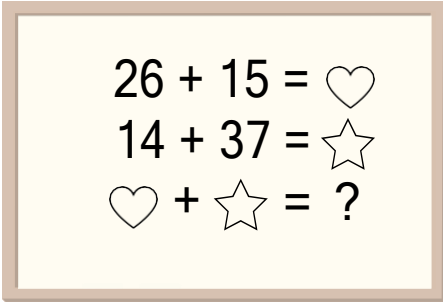 26 + 15 = ♡
14 + 37 = ☆
♡ + ☆ = ?